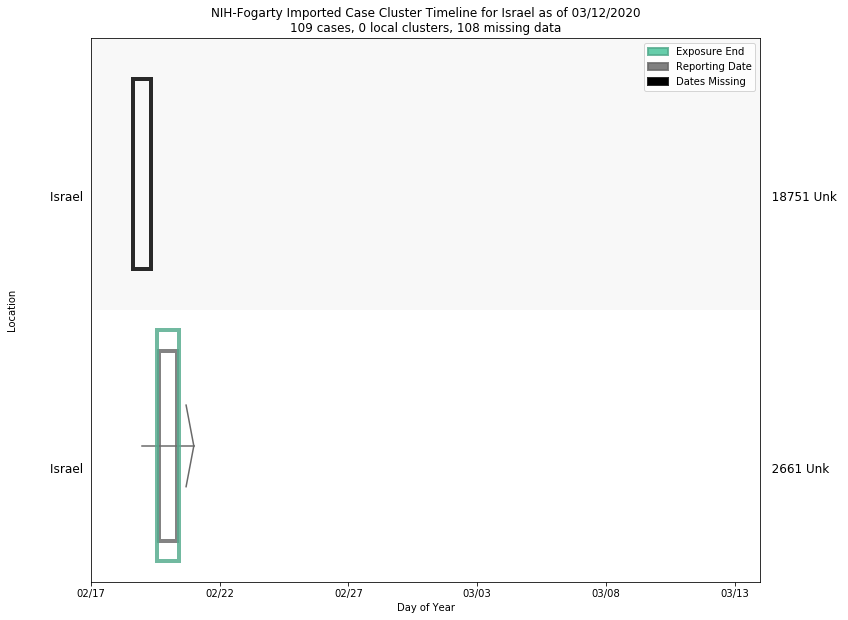 NIH-Fogarty Imported Case Cluster Timeline for Israel as of 03/12/2020
109 cases, 0 local clusters, 108 missing data
Exposure End
Reporting Date
Dates Missing
Israel
18751 Unk
Location
Israel
2661 Unk
02/17
02/22
02/27
03/03
03/08
03/13
Day of Year